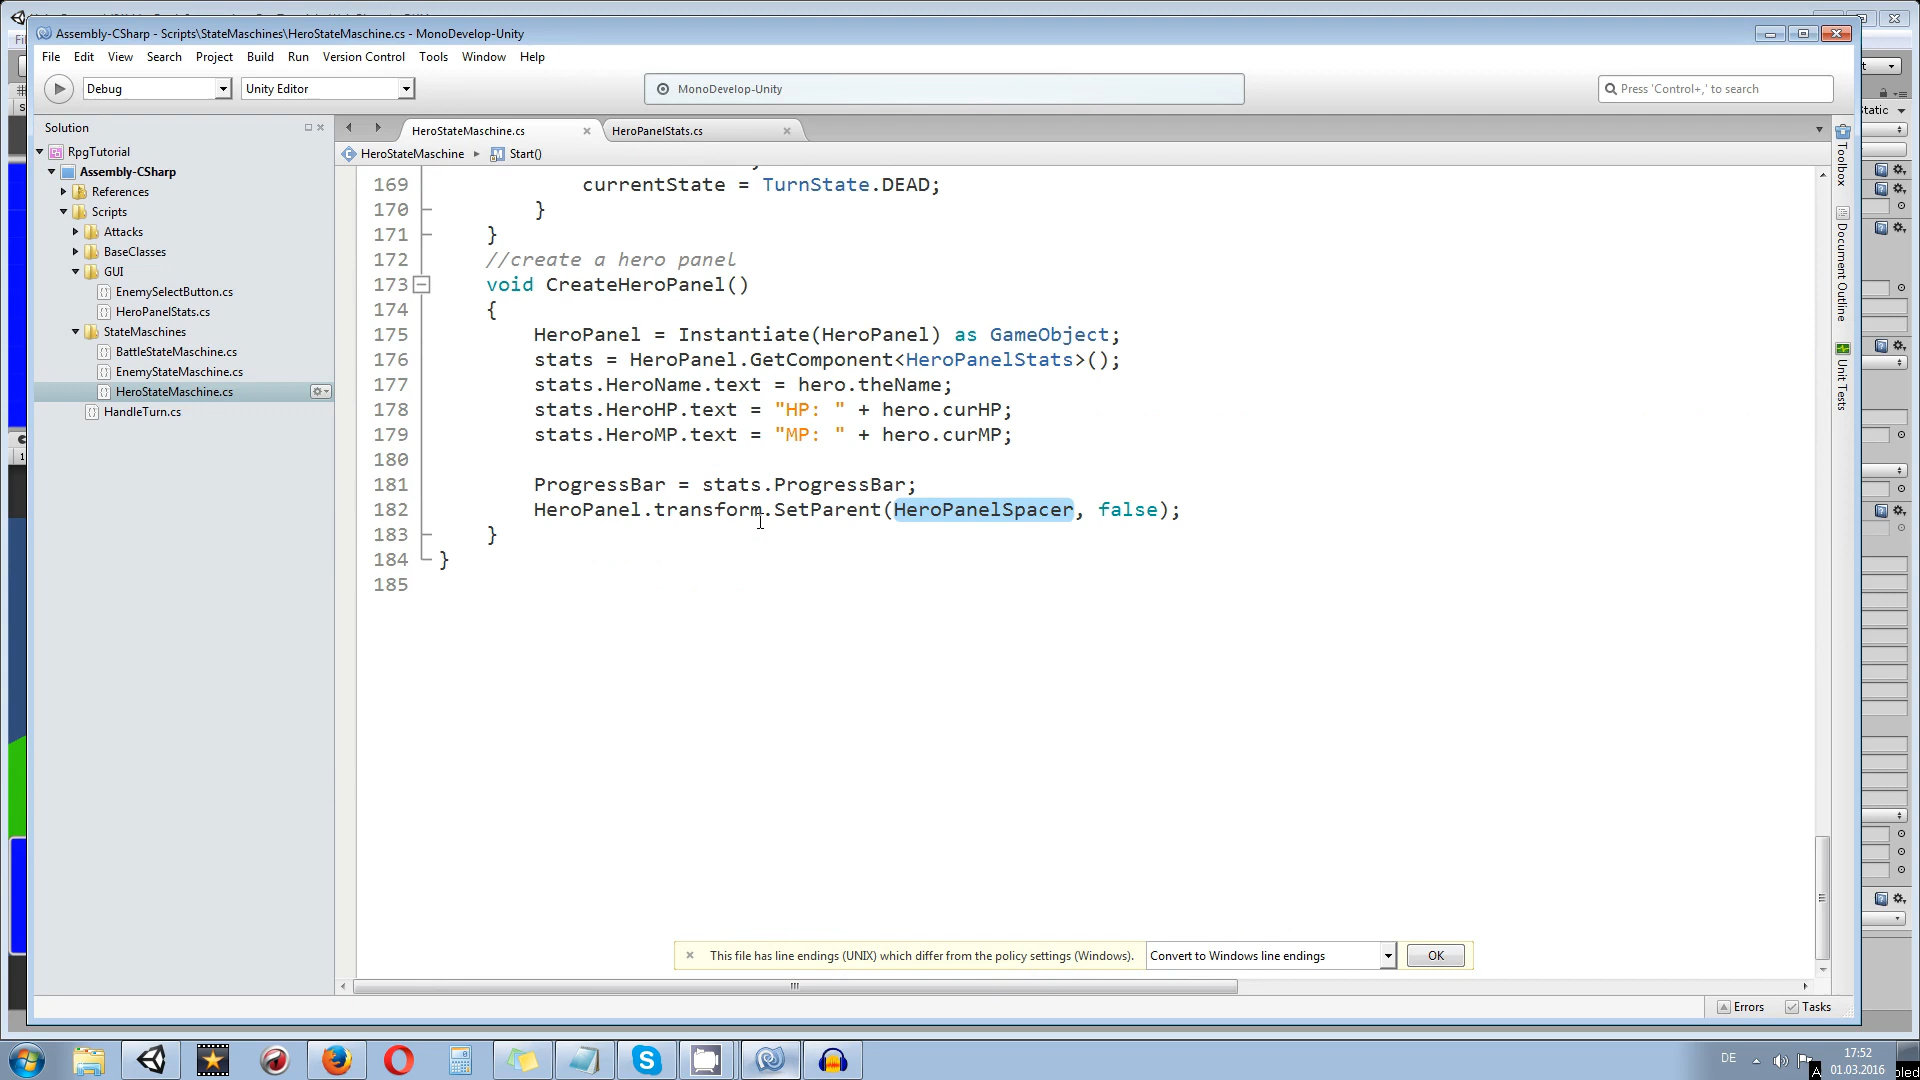 Assembly-CSharp - Scripts\StateMaschines\HeroStateMaschine.cs - MonoDevelop-Unity
File Edit View Search Project Build Run Version Control Tools Window Help
Debug
Unity Editor
MonoDevelop-Unity
Press 'Control+,' to search
Solution
RpgTutorial
Assembly-CSharp
References
Scripts
Attacks
BaseClasses
GUI
EnemySelectButton.cs
HeroPanelStats.cs
StateMaschines
BattleStateMaschine.cs
EnemyStateMaschine.cs
HeroStateMaschine.cs
HandleTurn.cs
HeroStateMaschine.cs
HeroPanelStats.cs
HeroStateMaschine
Start()
169 currentState = TurnState.DEAD;
170 }
171 }
172 //create a hero panel
173 void CreateHeroPanel()
174 {
175 HeroPanel = Instantiate(HeroPanel) as GameObject;
176 stats = HeroPanel.GetComponent<HeroPanelStats>();
177 stats.HeroName.text = hero.theName;
178 stats.HeroHP.text = "HP: " + hero.curHP;
179 stats.HeroMP.text = "MP: " + hero.curMP;
180
181 ProgressBar = stats.ProgressBar;
182 HeroPanel.transform.SetParent(HeroPanelSpacer, false);
183 }
184 }
185
This file has line endings (UNIX) which differ from the policy settings (Windows).
Convert to Windows line endings
OK
Toolbox
Document Outline
Unit Tests
Errors
Tasks
DE
17:52
01.03.2016